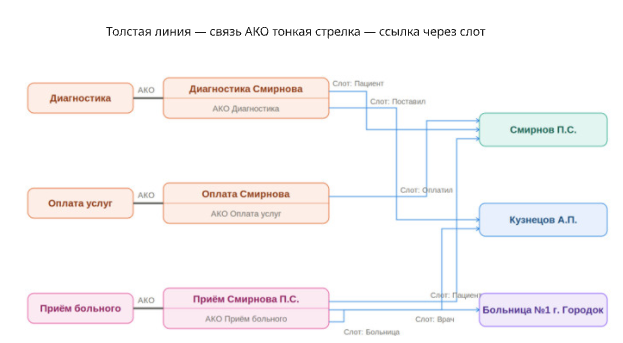 Толстая линия — связь АКО тонкая стрелка — ссылка через слот
Диагностика
АКО
Диагностика Смирнова
АКО Диагностика
Слот: Пациент
Слот: Поставил
Смирнов П.С.
Оплата услуг
АКО
Оплата Смирнова
АКО Оплата услуг
Слот: Оплатил
Кузнецов А.П.
Приём больного
АКО
Приём Смирнова П.С.
АКО Приём больного
Слот: Пациент
Слот: Врач
Слот: Больница
Больница №1 г. Городок